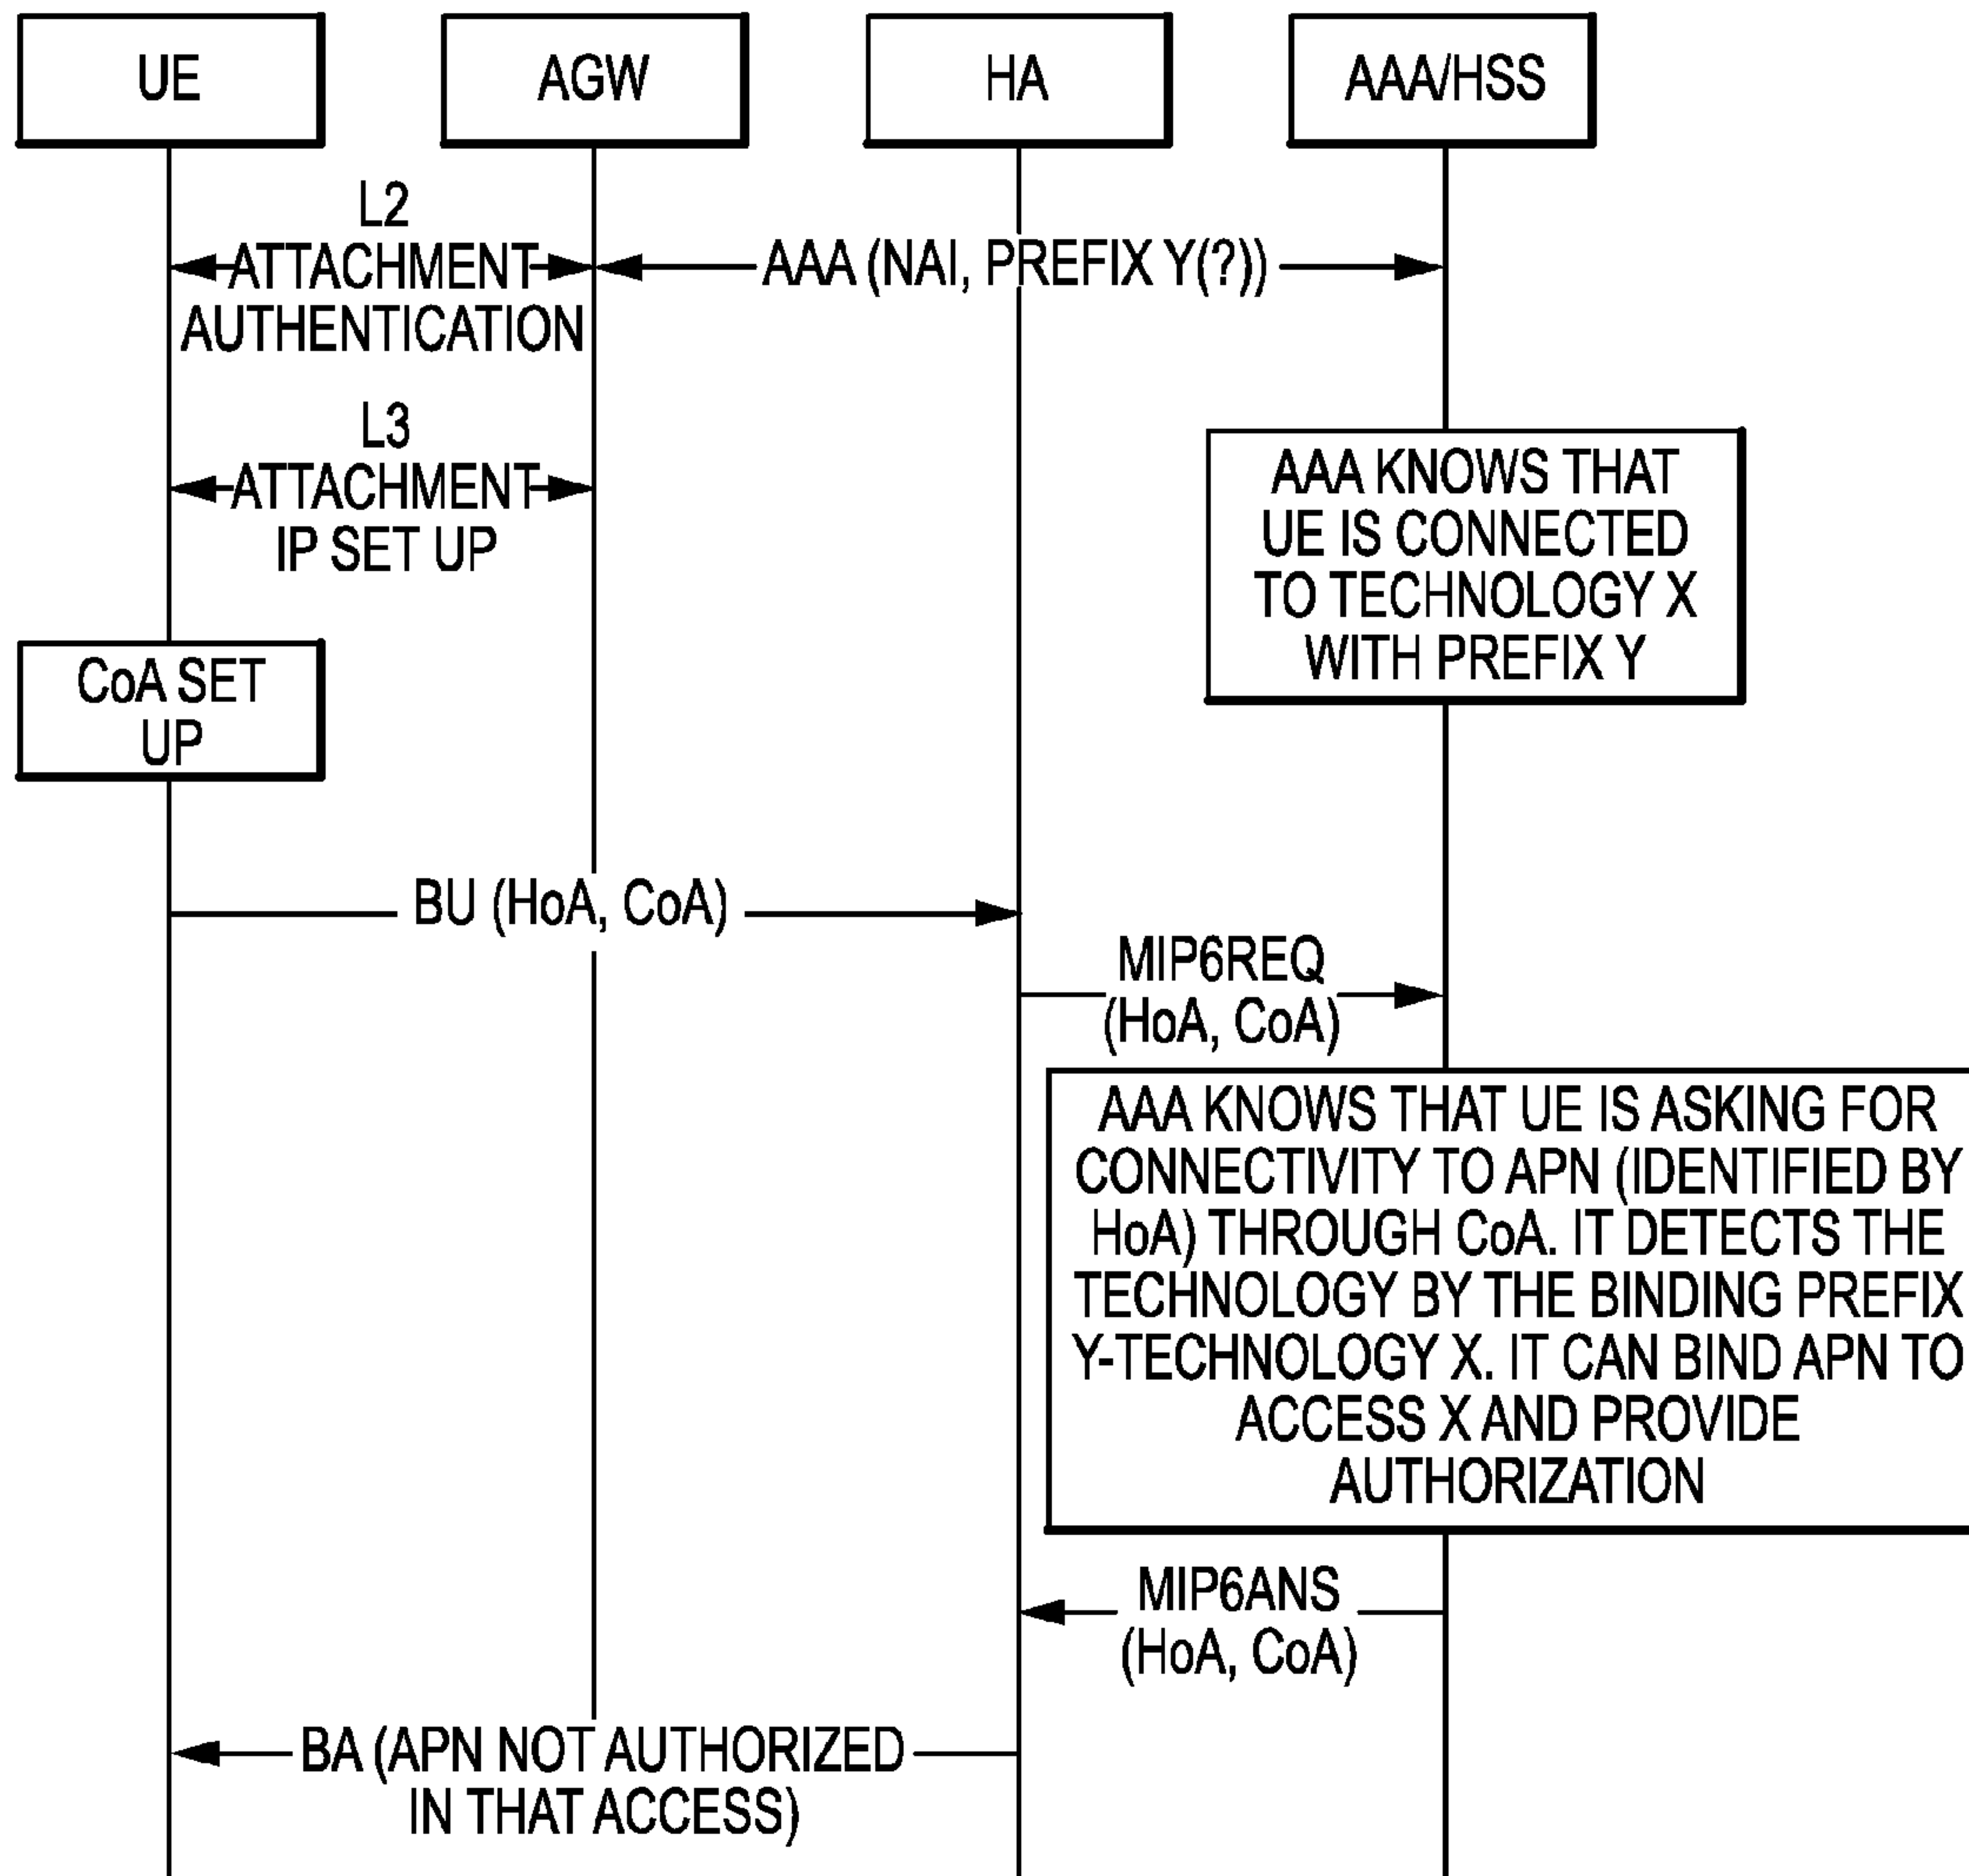 UE
AGW
HA
AAA/HSS
L2
ATTACHMENT
AUTHENTICATION
AAA (NAI, PREFIX Y(?))
L3
ATTACHMENT
IP SET UP
AAA KNOWS THAT
UE IS CONNECTED
TO TECHNOLOGY X
WITH PREFIX Y
CoA SET
UP
BU (HoA, CoA)
MIP6REQ
(HoA, CoA)
AAA KNOWS THAT UE IS ASKING FOR
CONNECTIVITY TO APN (IDENTIFIED BY
HoA) THROUGH CoA. IT DETECTS THE
TECHNOLOGY BY THE BINDING PREFIX
Y-TECHNOLOGY X. IT CAN BIND APN TO
ACCESS X AND PROVIDE
AUTHORIZATION
MIP6ANS
(HoA, CoA)
BA (APN NOT AUTHORIZED
IN THAT ACCESS)